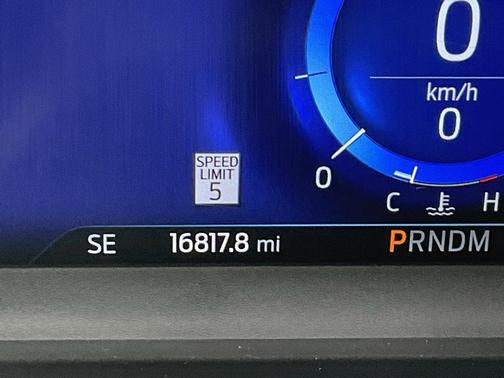 0
km/h
0
SPEED
LIMIT
5
0
C H
SE 16817.8 mi PRNDM